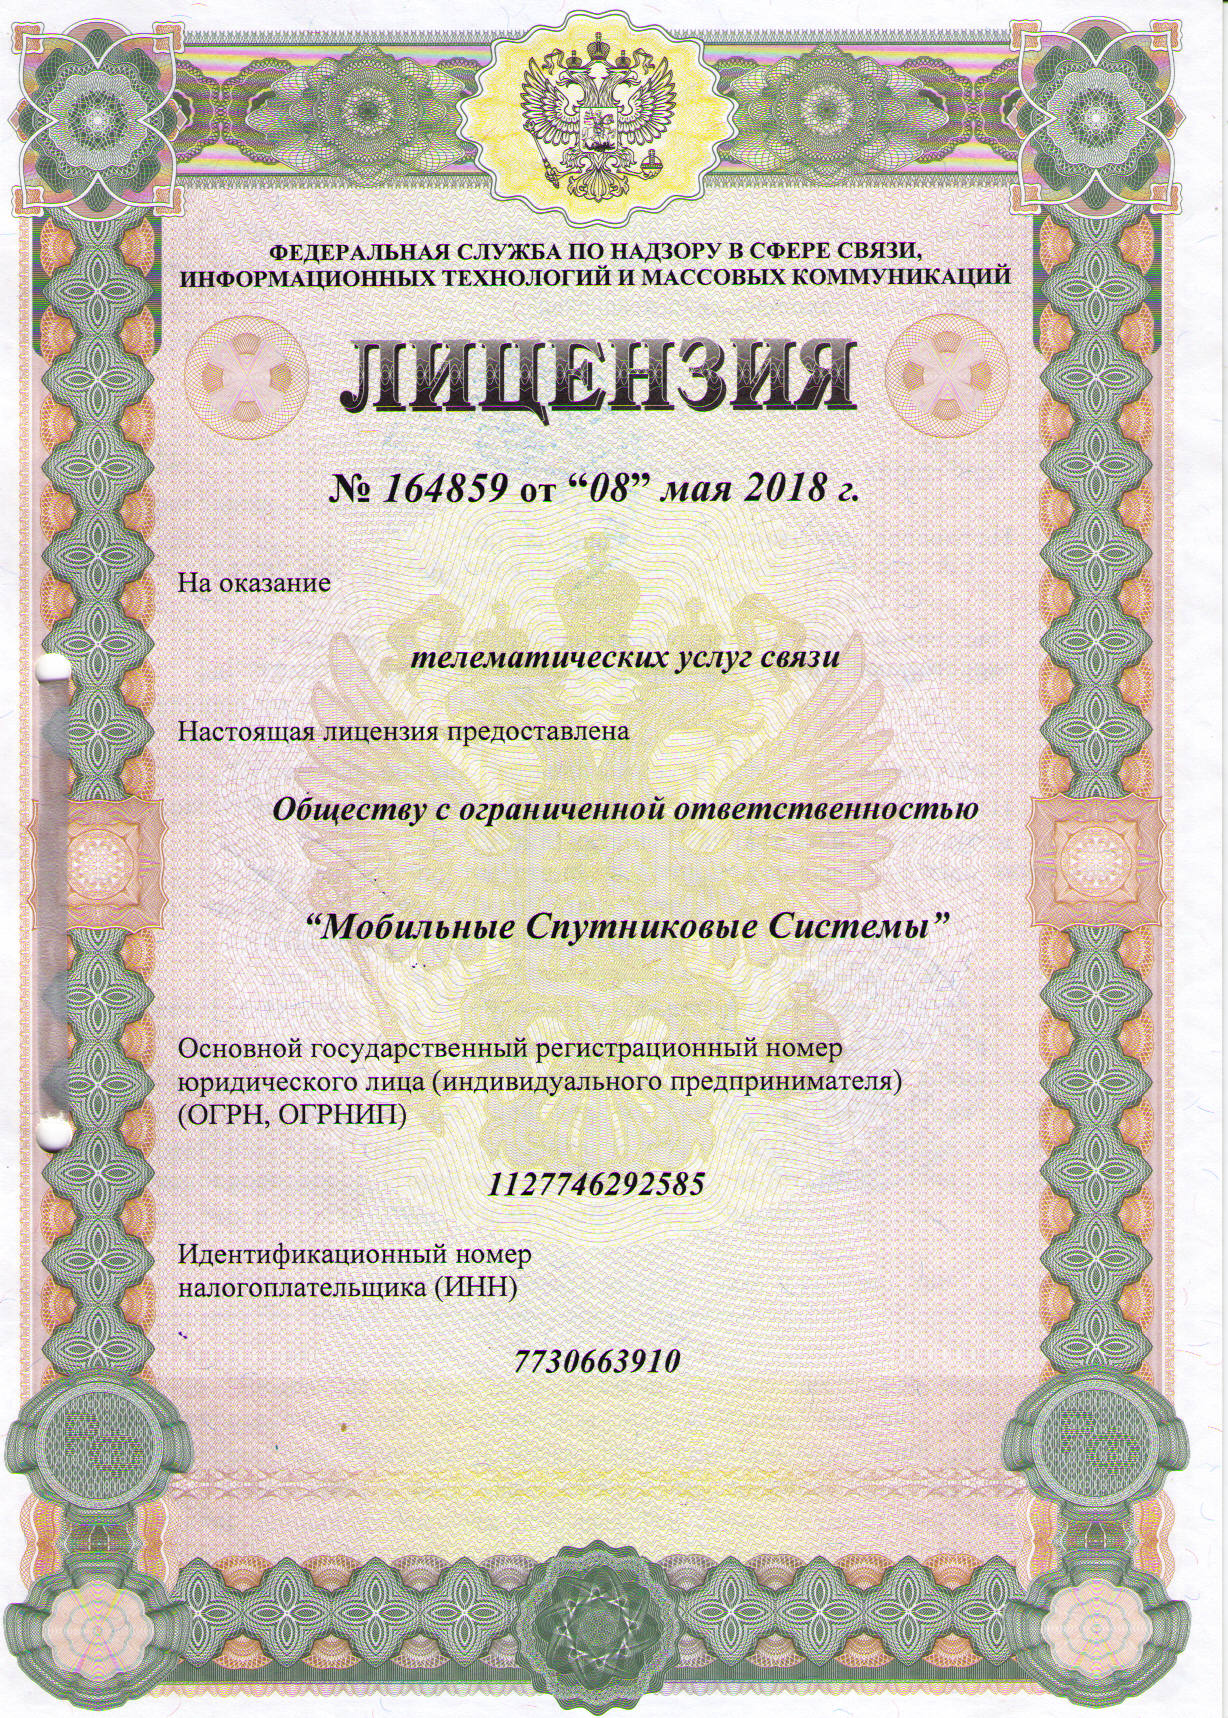 ФЕДЕРАЛЬНАЯ СЛУЖБА ПО НАДЗОРУ В СФЕРЕ СВЯЗИ,
ИНФОРМАЦИОННЫХ ТЕХНОЛОГИЙ И МАССОВЫХ КОММУНИКАЦИЙ
ЛИЦЕНЗИЯ
№ 164859 от “08” мая 2018 г.
На оказание
телематических услуг связи
Настоящая лицензия предоставлена
Обществу с ограниченной ответственностью
“Мобильные Спутниковые Системы”
Основной государственный регистрационный номер
юридического лица (индивидуального предпринимателя)
(ОГРН, ОГРНИП)
1127746292585
Идентификационный номер
налогоплательщика (ИНН)
7730663910